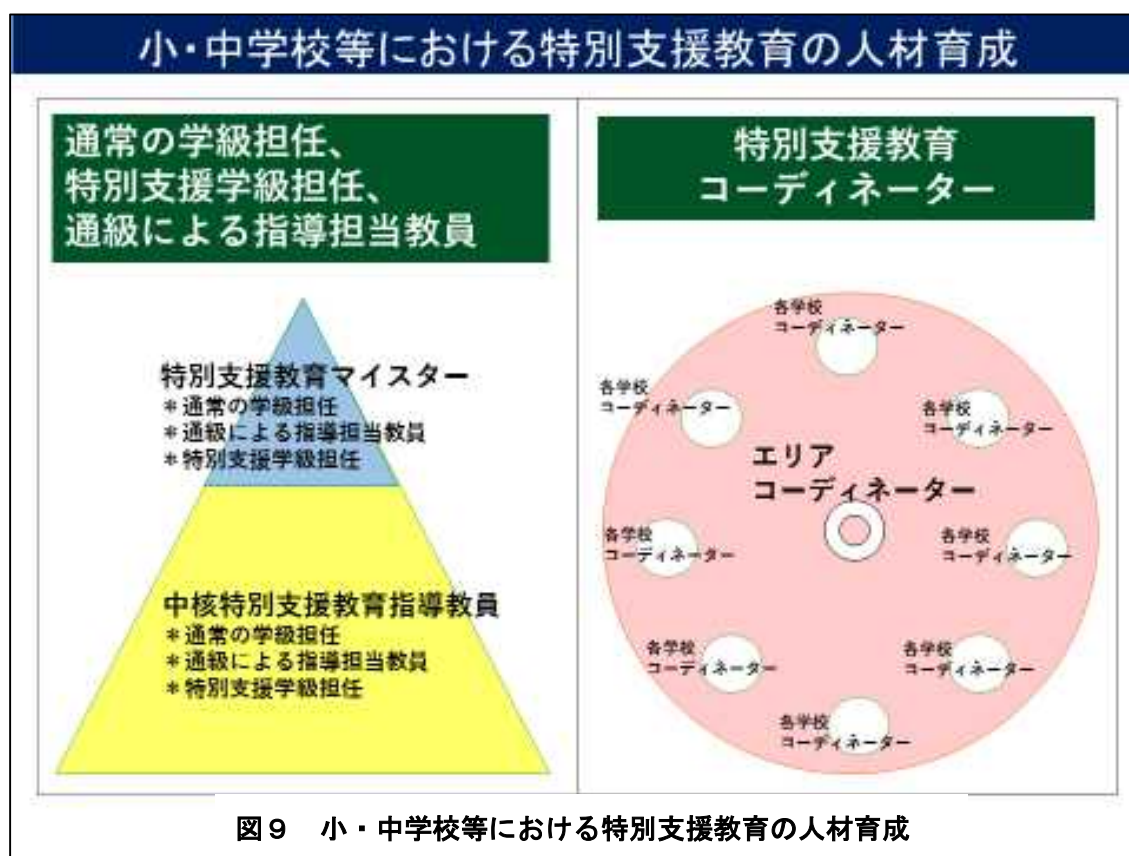 小・中学校等における特別支援教育の人材育成
通常の学級担任、
特別支援学級担任、
通級による指導担当教員
特別支援教育マイスター
＊通常の学級担任
＊通級による指導担当教員
＊特別支援学級担任
中核特別支援教育指導教員
＊通常の学級担任
＊通級による指導担当教員
＊特別支援学級担任
特別支援教育
コーディネーター
各学校
コーディネーター
各学校
コーディネーター
各学校
コーディネーター
エリア
コーディネーター
各学校
コーディネーター
各学校
コーディネーター
各学校
コーディネーター
各学校
コーディネーター
各学校
コーディネーター
図９　小・中学校等における特別支援教育の人材育成